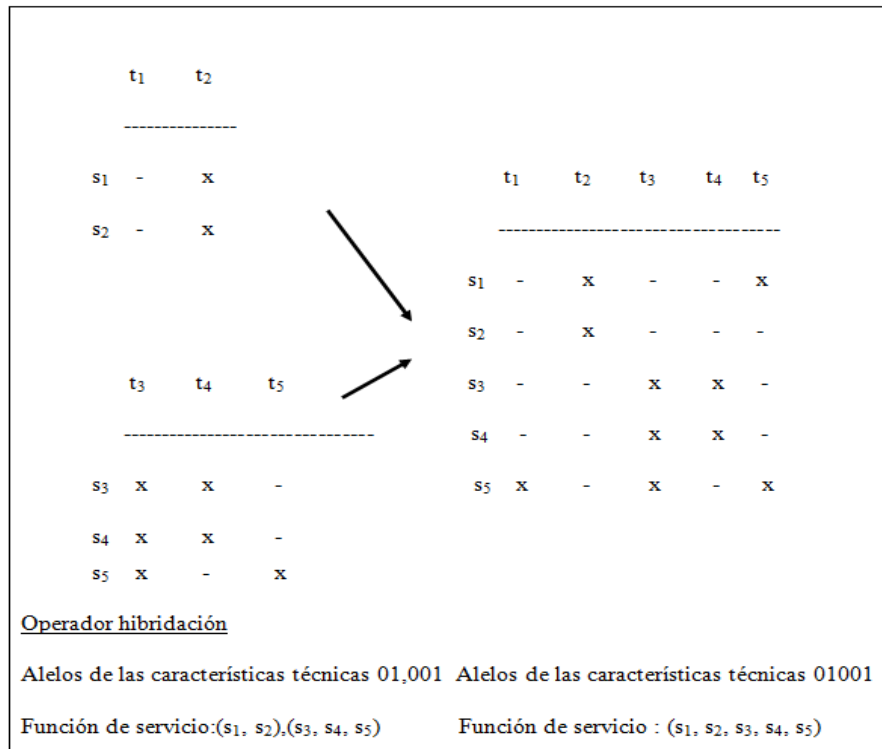 t₁ t₂
---------------
s₁ - x
s₂ - x
t₃ t₄ t₅
---------------------------------
s₃ x x -
s₄ x x -
s₅ x - x
t₁ t₂ t₃ t₄ t₅
-------------------------------------
s₁ - x - - x
s₂ - x - - -
s₃ - - x x -
s₄ - - x x -
s₅ x - x - x
Operador hibridación
Alelos de las características técnicas 01,001 Alelos de las características técnicas 01001
Función de servicio:(s₁, s₂),(s₃, s₄, s₅) Función de servicio : (s₁, s₂, s₃, s₄, s₅)